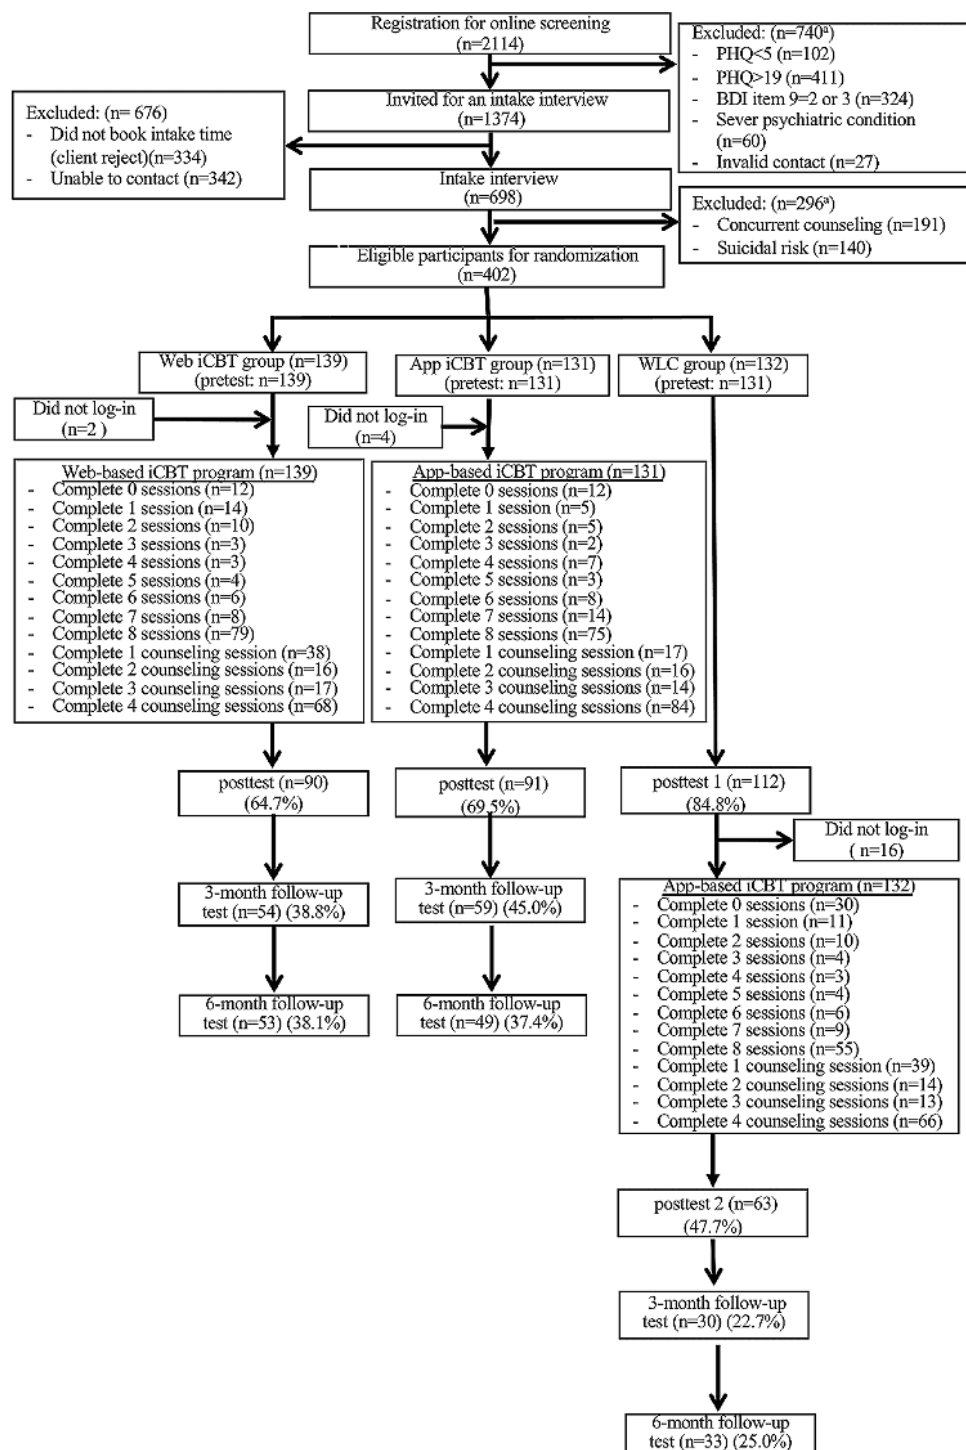 Registration for online screening
(n=2114)
Excluded: (n=740ª)
- PHQ<5 (n=102)
- PHQ>19 (n=411)
- BDI item 9=2 or 3 (n=324)
- Sever psychiatric condition
(n=60)
- Invalid contact (n=27)
Invited for an intake interview
(n=1374)
Excluded: (n= 676)
- Did not book intake time
(client reject)(n=334)
- Unable to contact (n=342)
Intake interview
(n=698)
Excluded: (n=296ª)
- Concurrent counseling (n=191)
- Suicidal risk (n=140)
Eligible participants for randomization
(n=402)
Web iCBT group (n=139)
(pretest: n=139)
App iCBT group (n=131)
(pretest: n=131)
WLC group (n=132)
(pretest: n=131)
Did not log-in
(n=2 )
Did not log-in
(n=4)
Web-based iCBT program (n=139)
- Complete 0 sessions (n=12)
- Complete 1 session (n=14)
- Complete 2 sessions (n=10)
- Complete 3 sessions (n=3)
- Complete 4 sessions (n=3)
- Complete 5 sessions (n=4)
- Complete 6 sessions (n=6)
- Complete 7 sessions (n=8)
- Complete 8 sessions (n=79)
- Complete 1 counseling session (n=38)
- Complete 2 counseling sessions (n=16)
- Complete 3 counseling sessions (n=17)
- Complete 4 counseling sessions (n=68)
App-based iCBT program (n=131)
- Complete 0 sessions (n=12)
- Complete 1 session (n=5)
- Complete 2 sessions (n=5)
- Complete 3 sessions (n=2)
- Complete 4 sessions (n=7)
- Complete 5 sessions (n=3)
- Complete 6 sessions (n=8)
- Complete 7 sessions (n=14)
- Complete 8 sessions (n=75)
- Complete 1 counseling session (n=17)
- Complete 2 counseling sessions (n=16)
- Complete 3 counseling sessions (n=14)
- Complete 4 counseling sessions (n=84)
posttest (n=90)
(64.7%)
posttest (n=91)
(69.5%)
posttest 1 (n=112)
(84.8%)
Did not log-in
( n=16)
3-month follow-up
test (n=54) (38.8%)
3-month follow-up
test (n=59) (45.0%)
App-based iCBT program (n=132)
- Complete 0 sessions (n=30)
- Complete 1 session (n=11)
- Complete 2 sessions (n=10)
- Complete 3 sessions (n=4)
- Complete 4 sessions (n=3)
- Complete 5 sessions (n=4)
- Complete 6 sessions (n=6)
- Complete 7 sessions (n=9)
- Complete 8 sessions (n=55)
- Complete 1 counseling session (n=39)
- Complete 2 counseling sessions (n=14)
- Complete 3 counseling sessions (n=13)
- Complete 4 counseling sessions (n=66)
6-month follow-up
test (n=53) (38.1%)
6-month follow-up
test (n=49) (37.4%)
posttest 2 (n=63)
(47.7%)
3-month follow-up
test (n=30) (22.7%)
6-month follow-up
test (n=33) (25.0%)